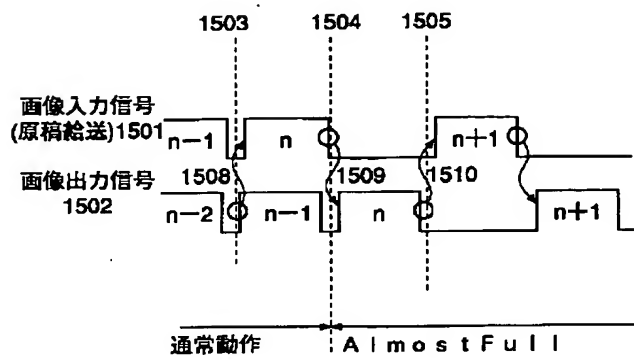 1503 1504 1505
画像入力信号
(原稿給送)1501
n−1 n n+1
1508 1509 1510
画像出力信号
1502
n−2 n−1 n n+1
通常動作 AlmostFull